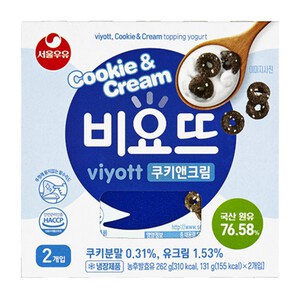 서울우유
viyott, Cookie & Cream topping yogurt
Cookie & Cream
이미지사진
비요뜨
viyott 쿠키앤크림
HACCP
국산 원유
76.58%
http://www.s
2개입
쿠키분말 0.31%, 유크림 1.53%
냉장제품 농후발효유 262 g(310 kcal, 131 g(155 kcal)×2개입)